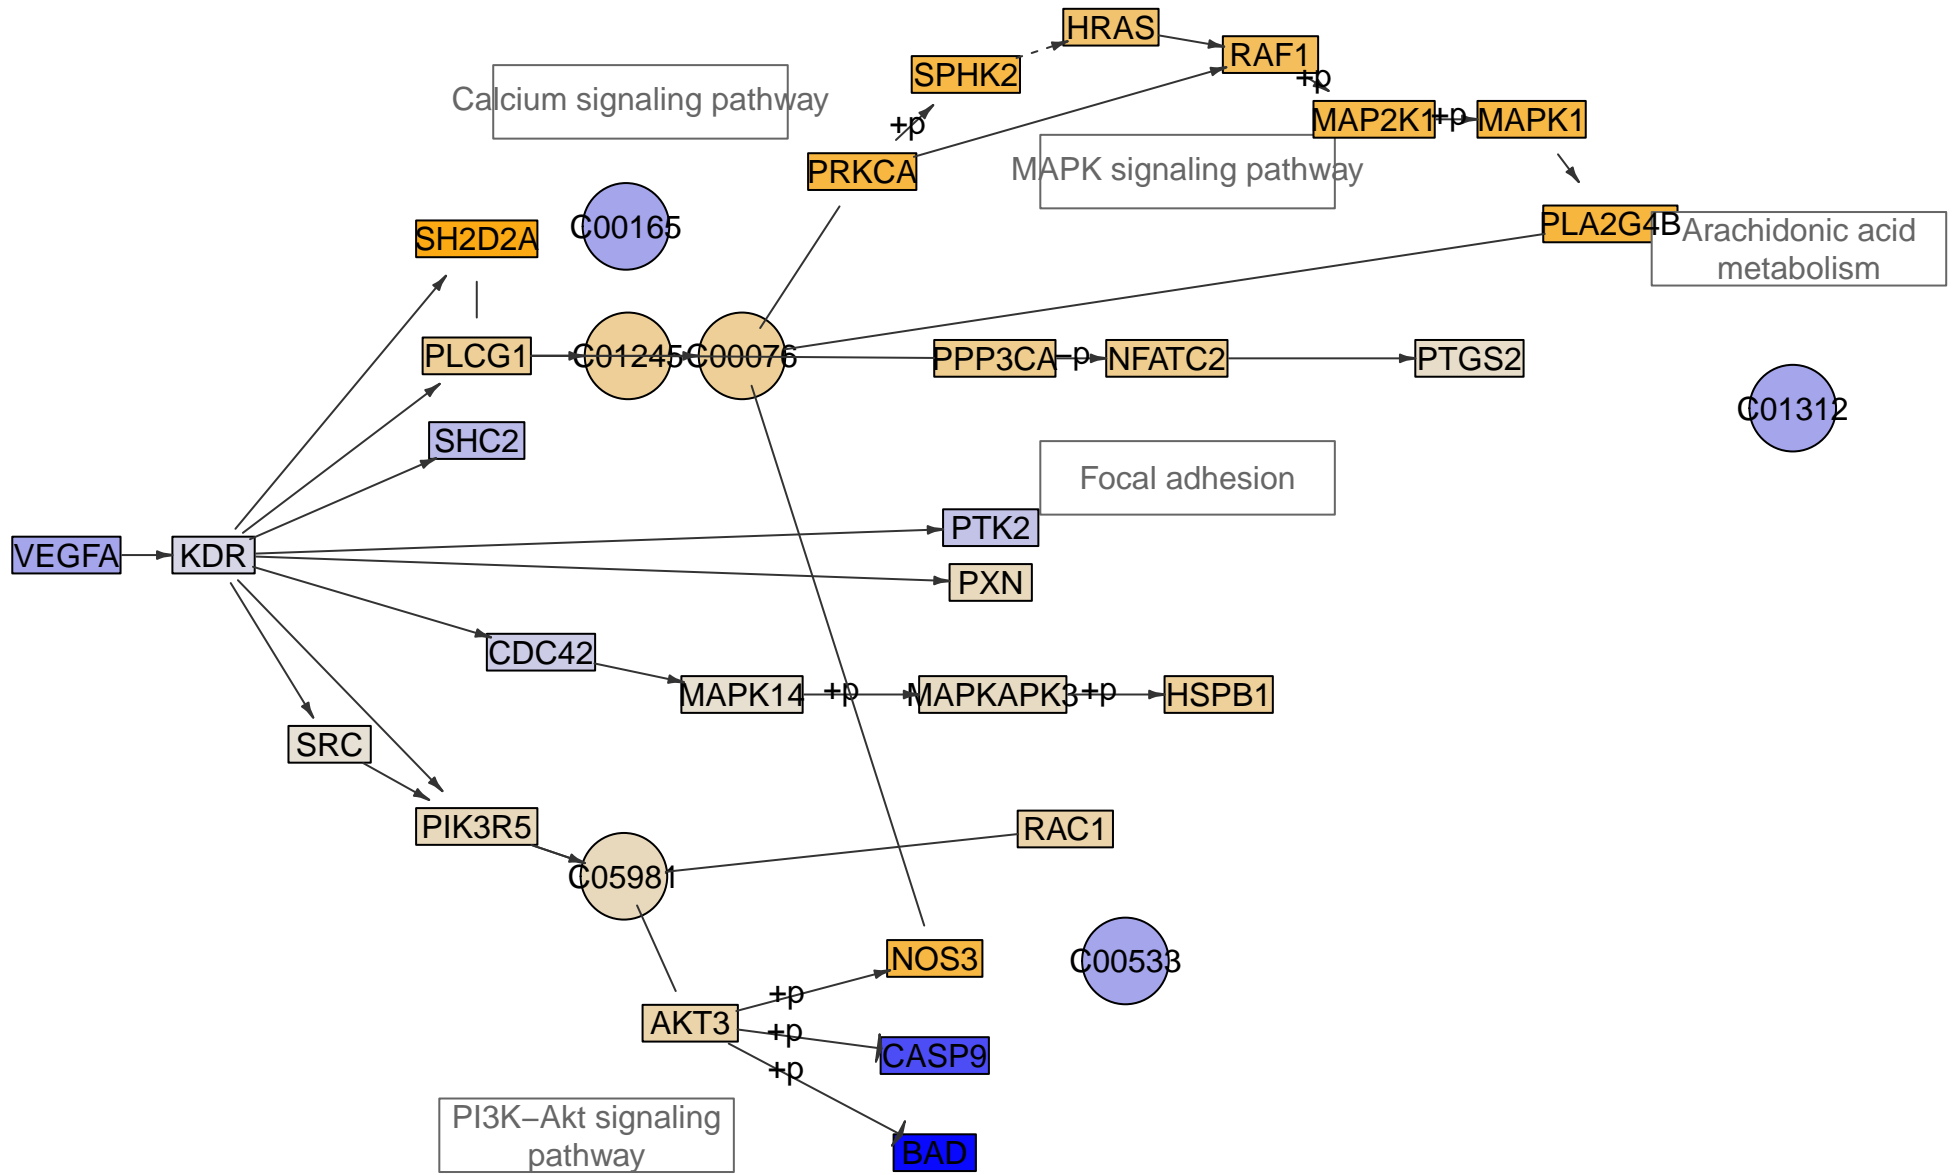 HRAS
RAF1
SPHK2
+p
Calcium signaling pathway
+p
MAP2K1
+p
MAPK1
PRKCA
MAPK signaling pathway
C00165
SH2D2A
PLA2G4B
Arachidonic acid
metabolism
PLCG1
C01245
C00076
PPP3CA
−p
NFATC2
PTGS2
C01312
SHC2
Focal adhesion
PTK2
VEGFA
KDR
PXN
CDC42
MAPK14
+p
MAPKAPK3
+p
HSPB1
SRC
PIK3R5
RAC1
C05981
NOS3
C00533
+p
AKT3
+p
CASP9
+p
PI3K−Akt signaling
pathway
BAD